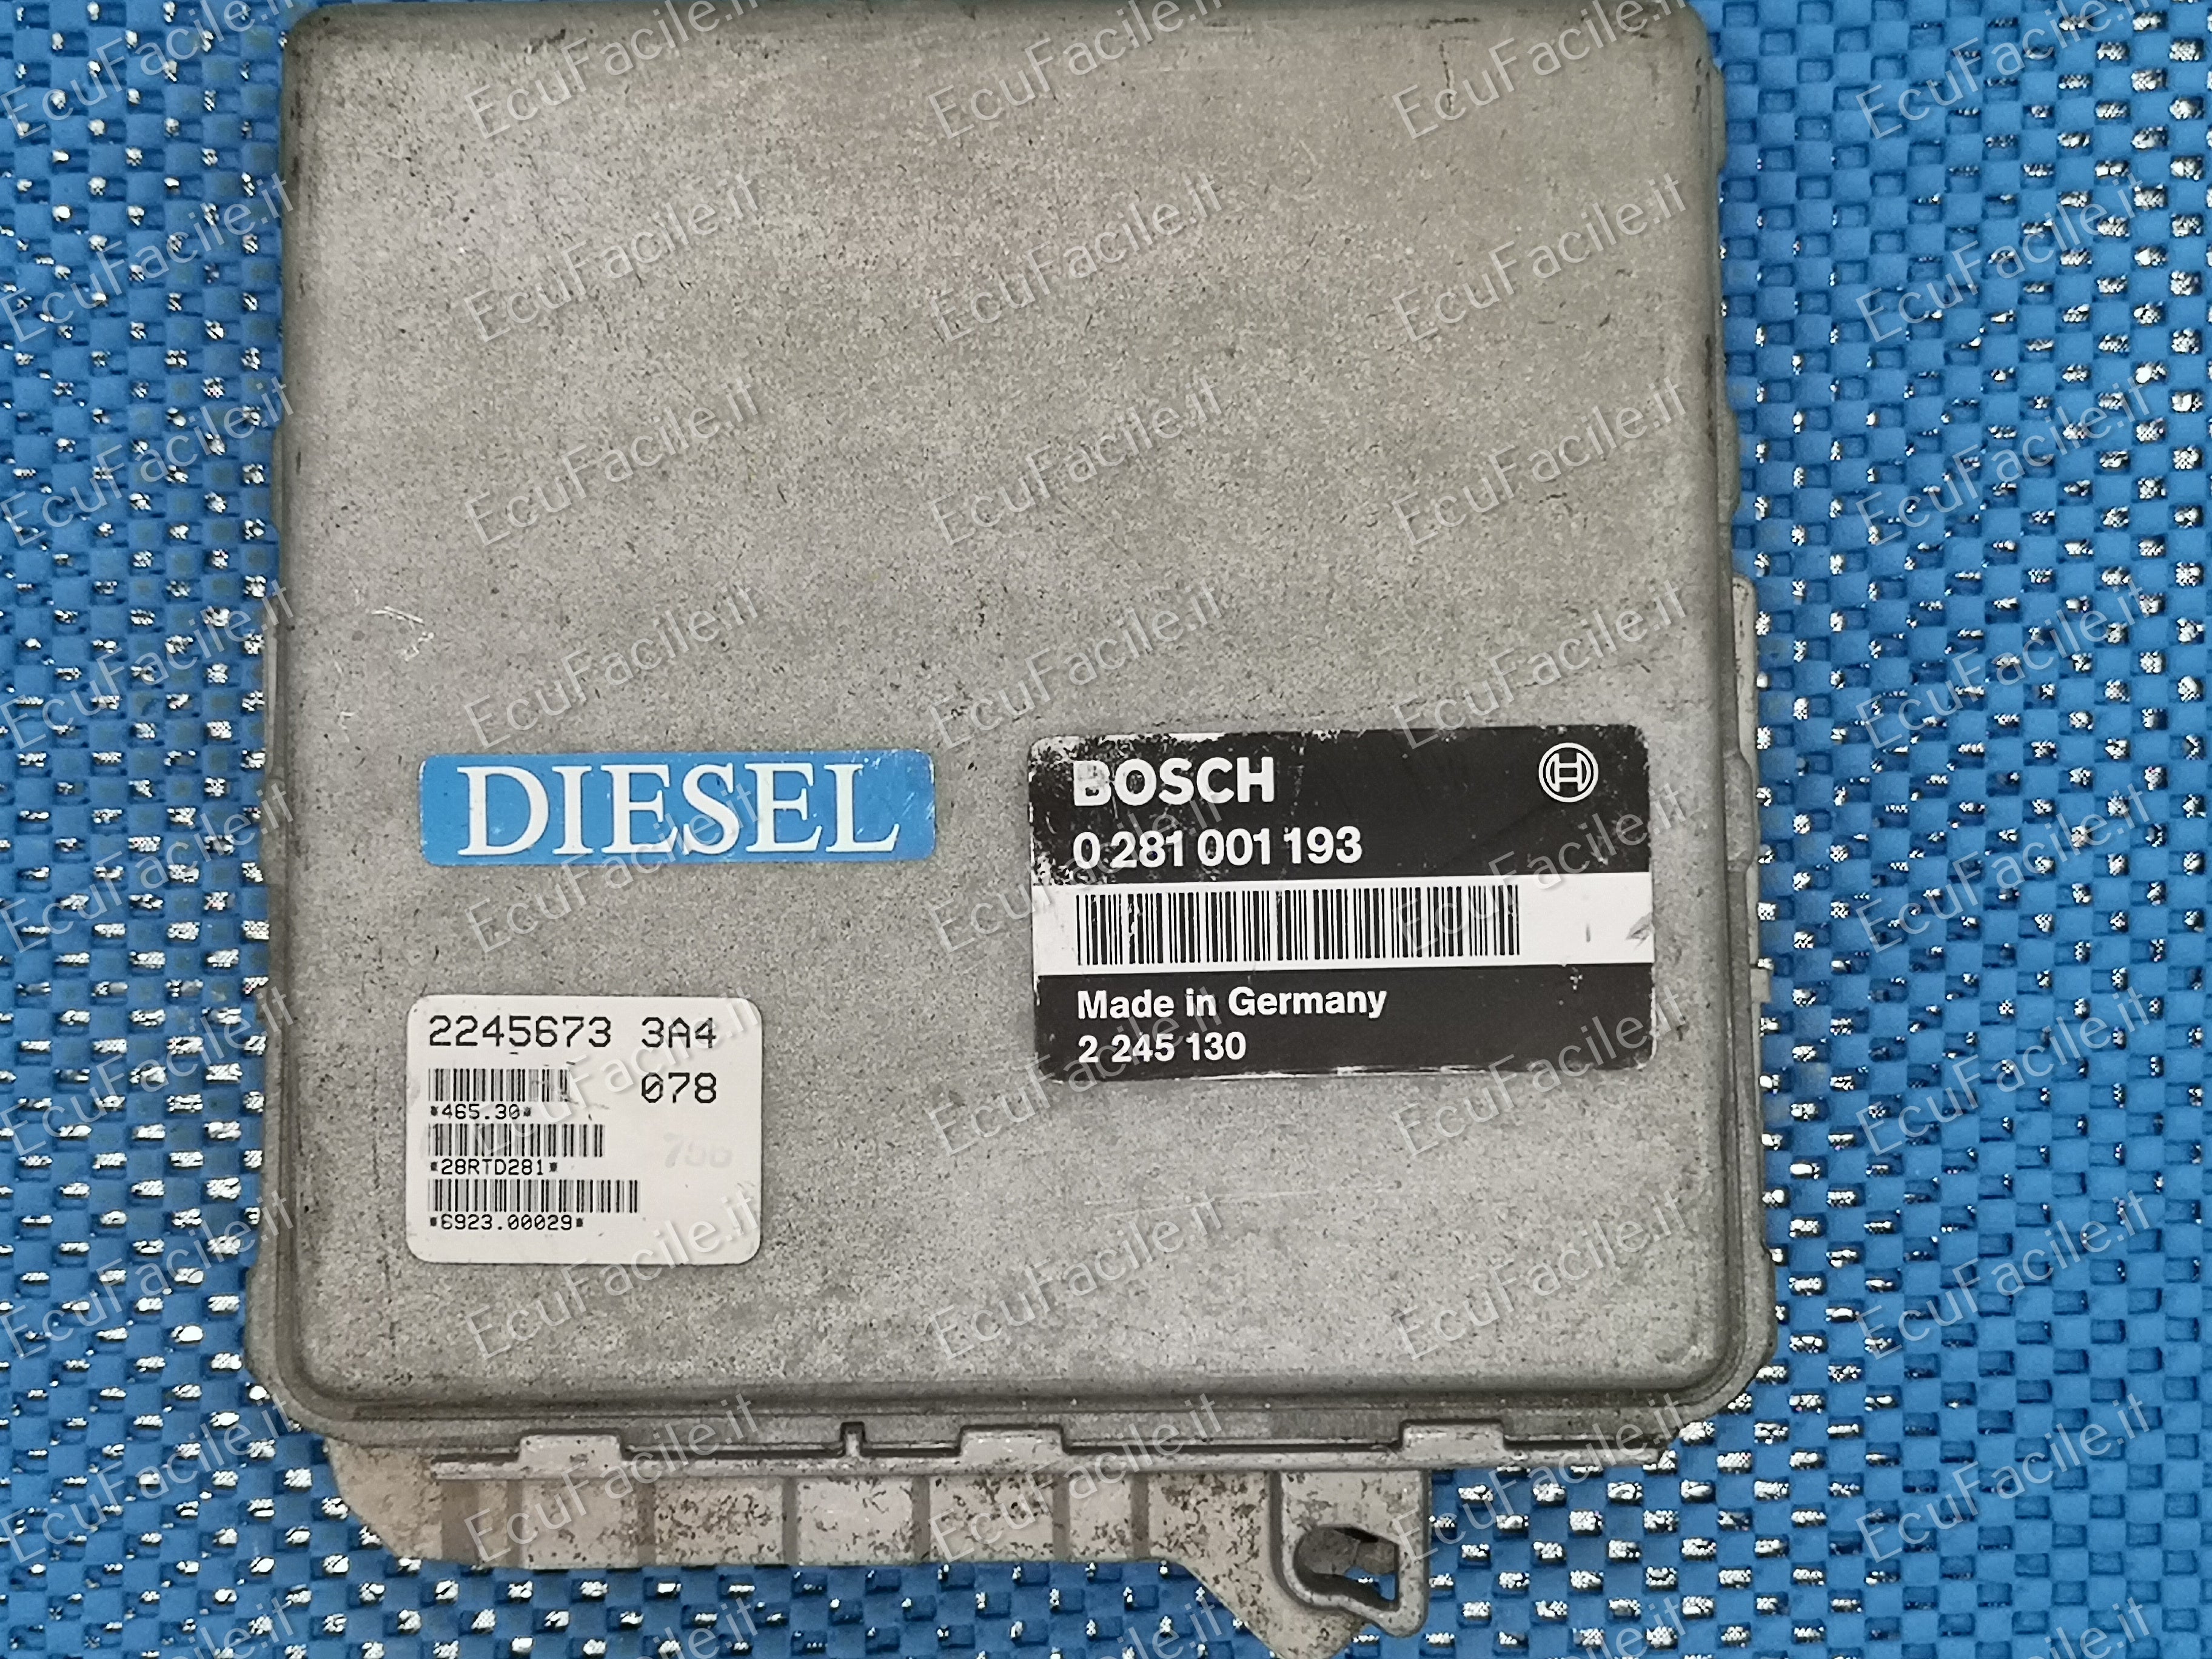 DIESEL
BOSCH
0 281 001 193
Made in Germany
2 245 130
2245673 3A4
078
*465.30*
*28RTD281*
*6923.00029*
EcuFacile.it